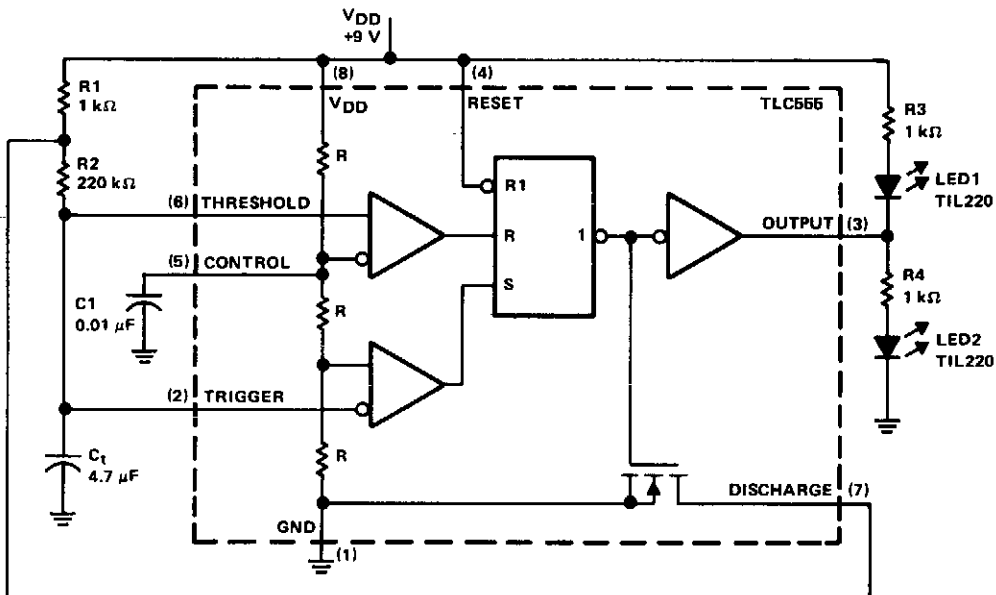 VDD
+9 V
R1
1 kΩ
(8)
(4)
VDD
RESET
TLC555
R3
1 kΩ
R
R1
LED1
TIL220
R2
220 kΩ
(6) THRESHOLD
R
1
OUTPUT (3)
(5) CONTROL
S
R4
1 kΩ
C1
0.01 µF
R
LED2
TIL220
(2) TRIGGER
Ct
4.7 µF
R
DISCHARGE (7)
GND
(1)